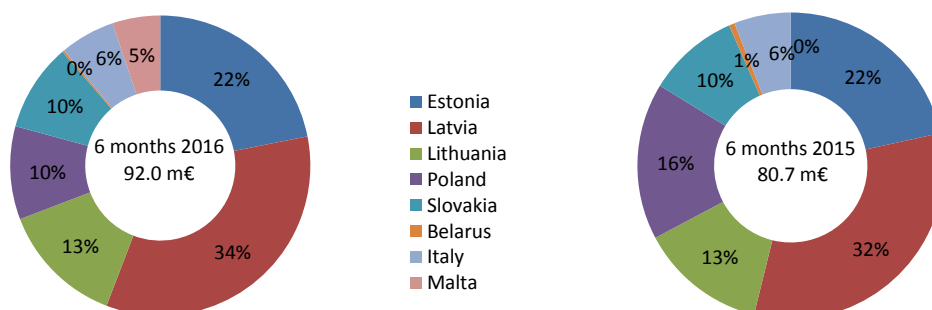 5%
6%
0%
22%
10%
10%
13%
34%
6 months 2016
92.0 m€
Estonia
Latvia
Lithuania
Poland
Slovakia
Belarus
Italy
Malta
0%
6%
1%
22%
10%
16%
13%
32%
6 months 2015
80.7 m€